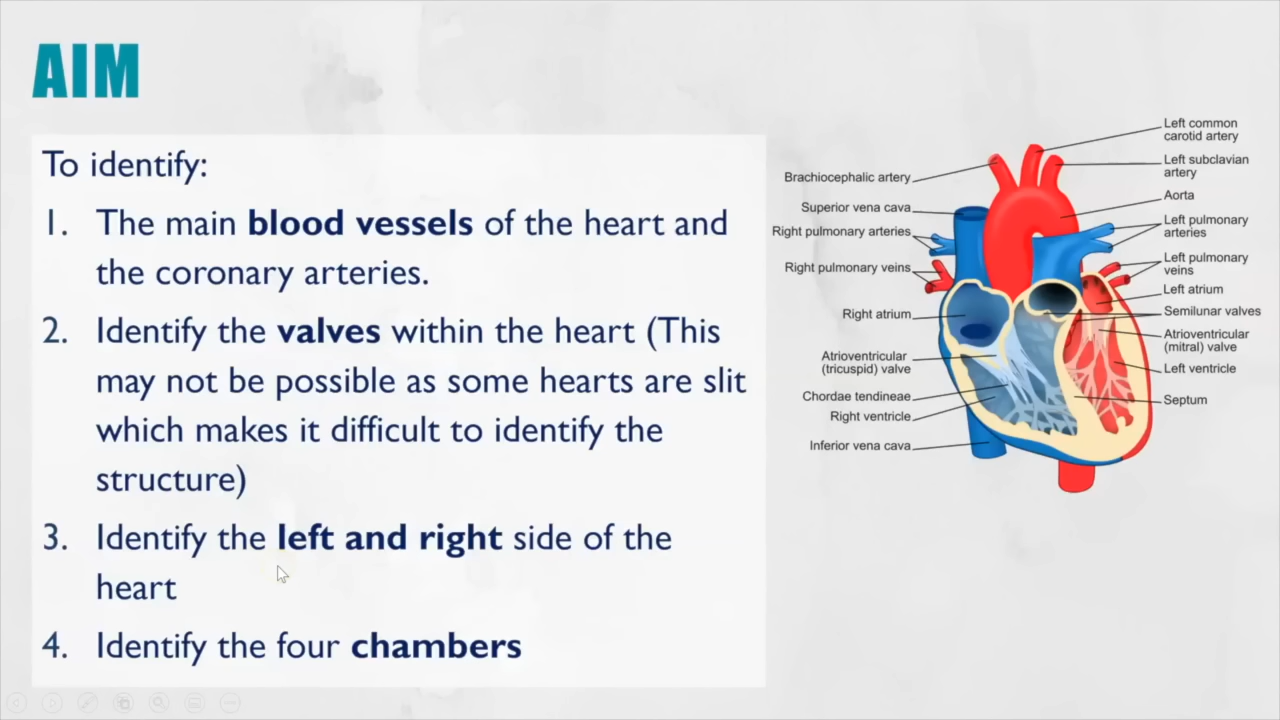 AIM
To identify:
1. The main blood vessels of the heart and
the coronary arteries.
2. Identify the valves within the heart (This
may not be possible as some hearts are slit
which makes it difficult to identify the
structure)
3. Identify the left and right side of the
heart
4. Identify the four chambers
Brachiocephalic artery
Superior vena cava
Right pulmonary arteries
Right pulmonary veins
Right atrium
Atrioventricular
(tricuspid) valve
Chordae tendineae
Right ventricle
Inferior vena cava
Left common
carotid artery
Left subclavian
artery
Aorta
Left pulmonary
arteries
Left pulmonary
veins
Left atrium
Semilunar valves
Atrioventricular
(mitral) valve
Left ventricle
Septum